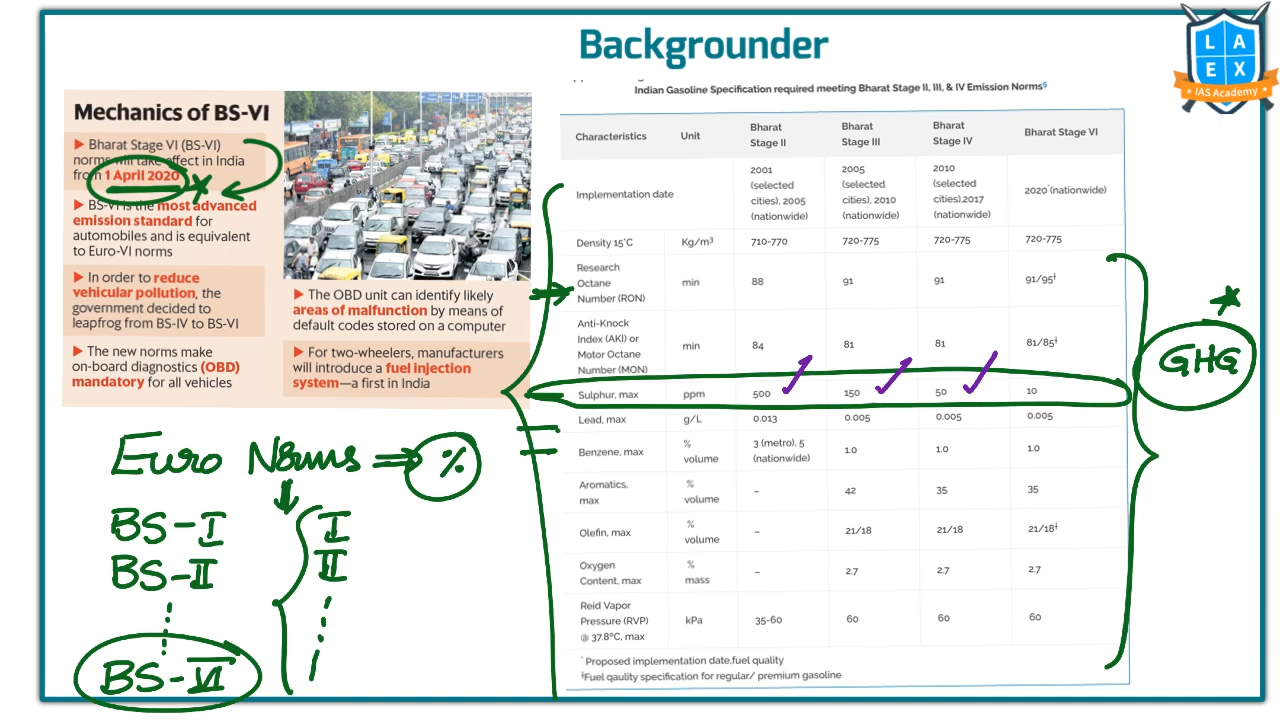 Backgrounder
L A
E X
IAS Academy
Mechanics of BS-VI
▶ Bharat Stage VI (BS-VI)
norms will take effect in India
from 1 April 2020
▶ BS-VI is the most advanced
emission standard for
automobiles and is equivalent
to Euro-VI norms
▶ In order to reduce
vehicular pollution, the
government decided to
leapfrog from BS-IV to BS-VI
▶ The new norms make
on-board diagnostics (OBD)
mandatory for all vehicles
▶ The OBD unit can identify likely
areas of malfunction by means of
default codes stored on a computer
▶ For two-wheelers, manufacturers
will introduce a fuel injection
system—a first in India
Euro Norms ⇒ %
BS-I I
BS-II II
BS-VI
Indian Gasoline Specification required meeting Bharat Stage II, III, & IV Emission Norms$
Characteristics Unit Bharat Stage II Bharat Stage III Bharat Stage IV Bharat Stage VI
Implementation date 2001 (selected cities), 2005 (nationwide) 2005 (selected cities), 2010 (nationwide) 2010 (selected cities),2017 (nationwide) 2020*(nationwide)
Density 15°C Kg/m³ 710-770 720-775 720-775 720-775
Research Octane Number (RON) min 88 91 91 91/95‡
Anti-Knock Index (AKI) or Motor Octane Number (MON) min 84 81 81 81/85‡
Sulphur, max ppm 500 150 50 10
Lead, max g/L 0.013 0.005 0.005 0.005
Benzene, max % volume 3 (metro), 5 (nationwide) 1.0 1.0 1.0
Aromatics, max % volume – 42 35 35
Olefin, max % volume – 21/18 21/18 21/18‡
Oxygen Content, max % mass – 2.7 2.7 2.7
Reid Vapor Pressure (RVP) @ 37.8°C, max kPa 35-60 60 60 60
* Proposed implementation date,fuel quality
‡Fuel qaulity specification for regular/ premium gasoline
GHG